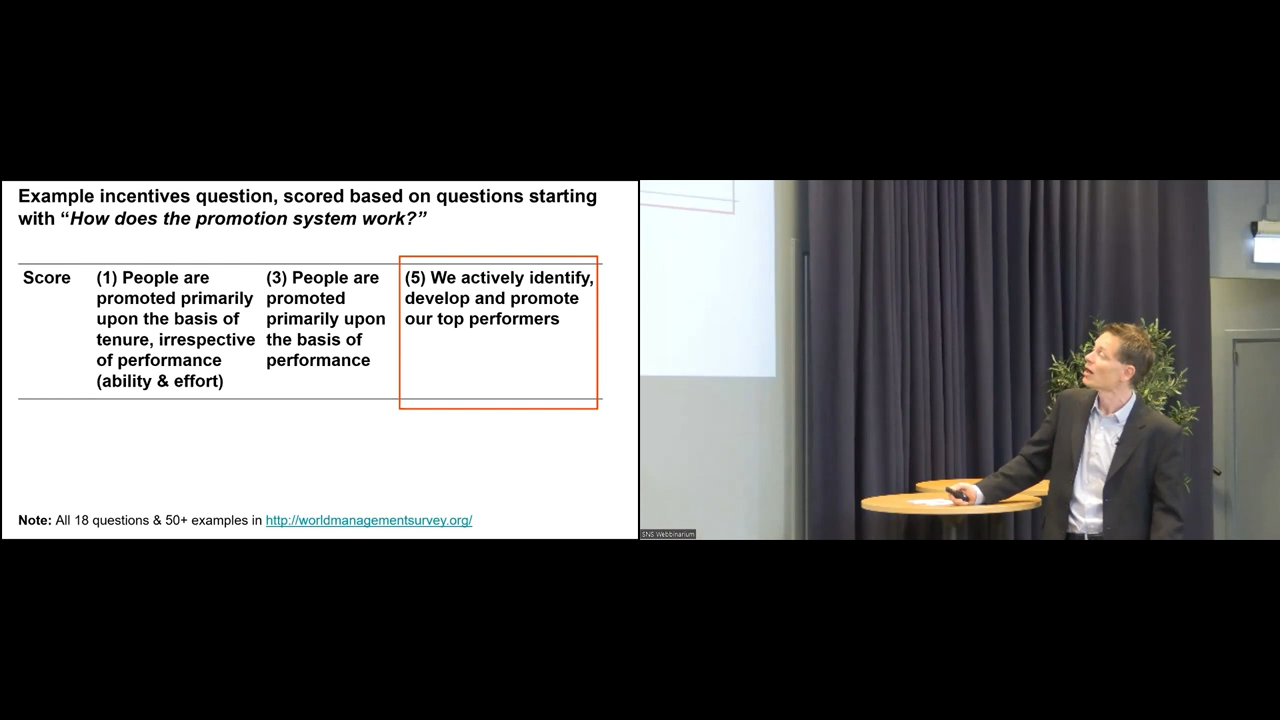 Example incentives question, scored based on questions starting
with “How does the promotion system work?”
Score
(1) People are
promoted primarily
upon the basis of
tenure, irrespective
of performance
(ability & effort)
(3) People are
promoted
primarily upon
the basis of
performance
(5) We actively identify,
develop and promote
our top performers
Note: All 18 questions & 50+ examples in http://worldmanagementsurvey.org/
SNS Webbinarium